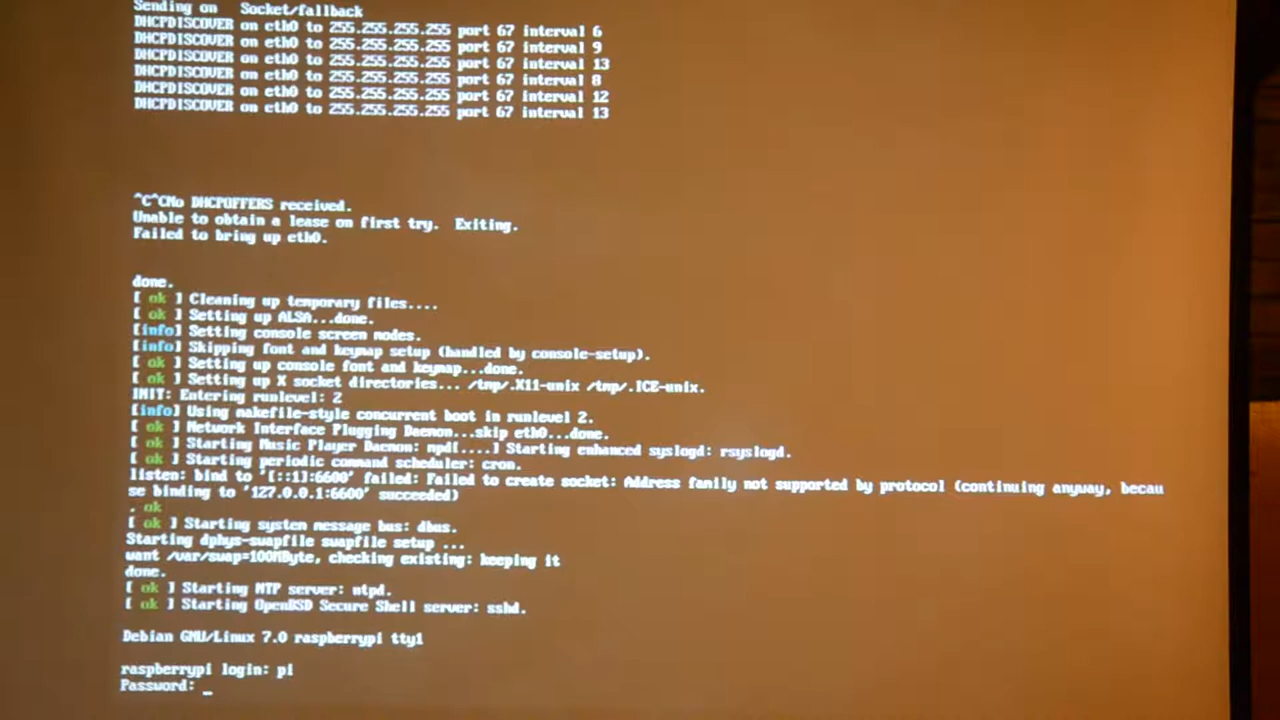 Sending on   Socket/fallback
DHCPDISCOVER on eth0 to 255.255.255.255 port 67 interval 6
DHCPDISCOVER on eth0 to 255.255.255.255 port 67 interval 9
DHCPDISCOVER on eth0 to 255.255.255.255 port 67 interval 13
DHCPDISCOVER on eth0 to 255.255.255.255 port 67 interval 8
DHCPDISCOVER on eth0 to 255.255.255.255 port 67 interval 12
DHCPDISCOVER on eth0 to 255.255.255.255 port 67 interval 13
^C^CNo DHCPOFFERS received.
Unable to obtain a lease on first try.  Exiting.
Failed to bring up eth0.
done.
[ ok ] Cleaning up temporary files....
[ ok ] Setting up ALSA...done.
[info] Setting console screen modes.
[info] Skipping font and keymap setup (handled by console-setup).
[ ok ] Setting up console font and keymap...done.
[ ok ] Setting up X socket directories... /tmp/.X11-unix /tmp/.ICE-unix.
INIT: Entering runlevel: 2
[info] Using makefile-style concurrent boot in runlevel 2.
[ ok ] Network Interface Plugging Daemon...skip eth0...done.
[ ok ] Starting Music Player Daemon: mpd[....] Starting enhanced syslogd: rsyslogd.
[ ok ] Starting periodic command scheduler: cron.
listen: bind to '[::1]:6600' failed: Failed to create socket: Address family not supported by protocol (continuing anyway, becau
se binding to '127.0.0.1:6600' succeeded)
. ok
[ ok ] Starting system message bus: dbus.
Starting dphys-swapfile swapfile setup ...
want /var/swap=100MByte, checking existing: keeping it
done.
[ ok ] Starting NTP server: ntpd.
[ ok ] Starting OpenBSD Secure Shell server: sshd.
Debian GNU/Linux 7.0 raspberrypi tty1
raspberrypi login: pi
Password: _